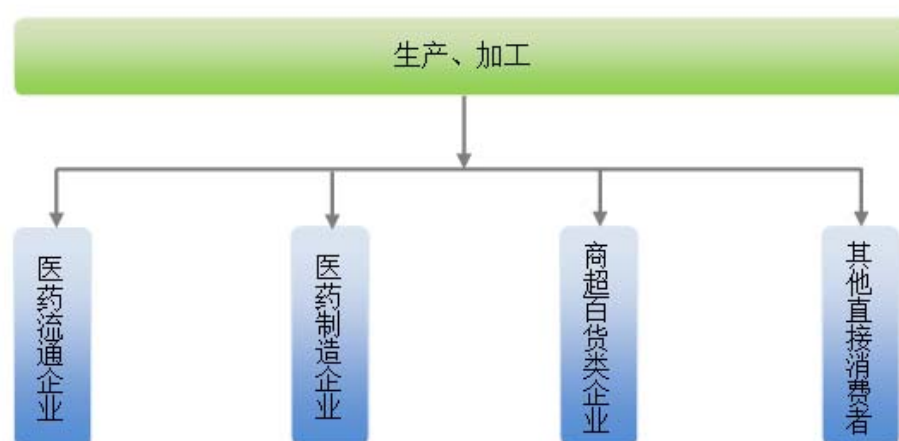 生产、加工
医药流通企业
医药制造企业
商超百货类企业
其他直接消费者